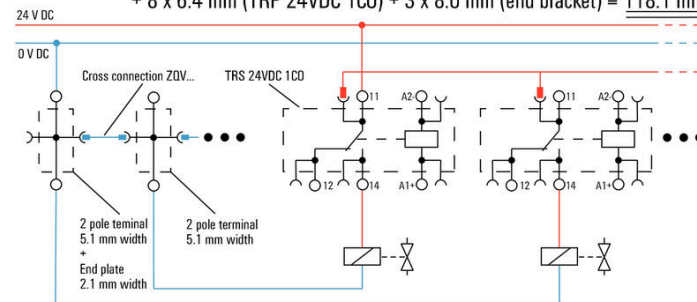 + 8 x 6.4 mm (TRP 24VDC 1CO) + 3 x 8.0 mm (end bracket) = 118.1 m
24 V DC
0 V DC
Cross connection ZQV...
TRS 24VDC 1CO
11
A2-
11
A2-
12
14
A1+
12
14
A1+
2 pole teminal
5.1 mm width
+
End plate
2.1 mm width
2 pole terminal
5.1 mm width